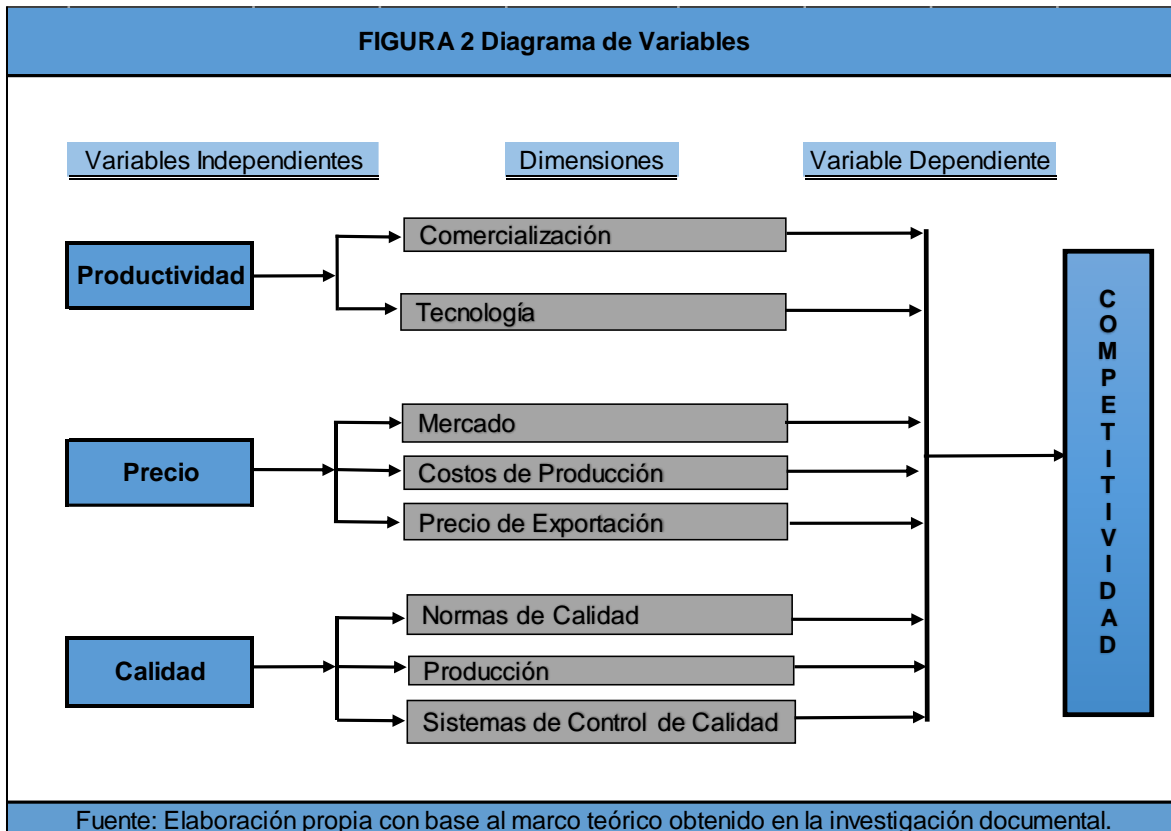 FIGURA 2 Diagrama de Variables
Variables Independientes
Dimensiones
Variable Dependiente
Productividad
Comercialización
Tecnología
Precio
Mercado
Costos de Producción
Precio de Exportación
Calidad
Normas de Calidad
Producción
Sistemas de Control de Calidad
COMPETITIVIDAD
Fuente: Elaboración propia con base al marco teórico obtenido en la investigación documental.